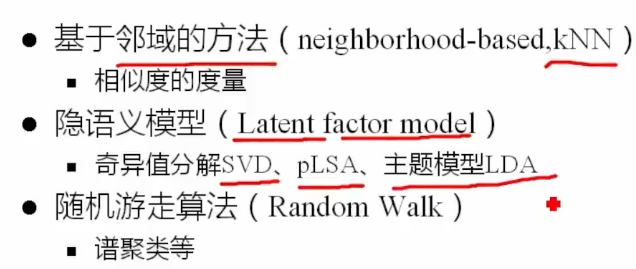 ● 基于邻域的方法（neighborhood-based,kNN）
■ 相似度的度量
● 隐语义模型（Latent factor model）
■ 奇异值分解SVD、pLSA、主题模型LDA
● 随机游走算法（Random Walk）
■ 谱聚类等